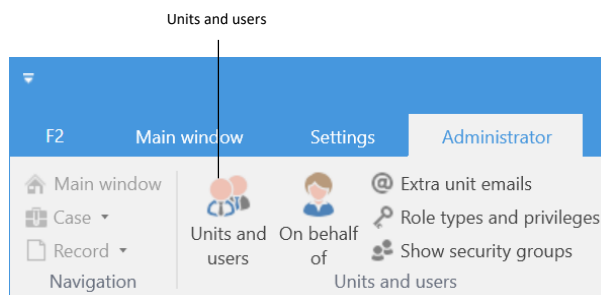 Units and users
F2 Main window Settings Administrator
Main window
Case
Record
Navigation
Units and
users
On behalf
of
@ Extra unit emails
Role types and privileges
Show security groups
Units and users